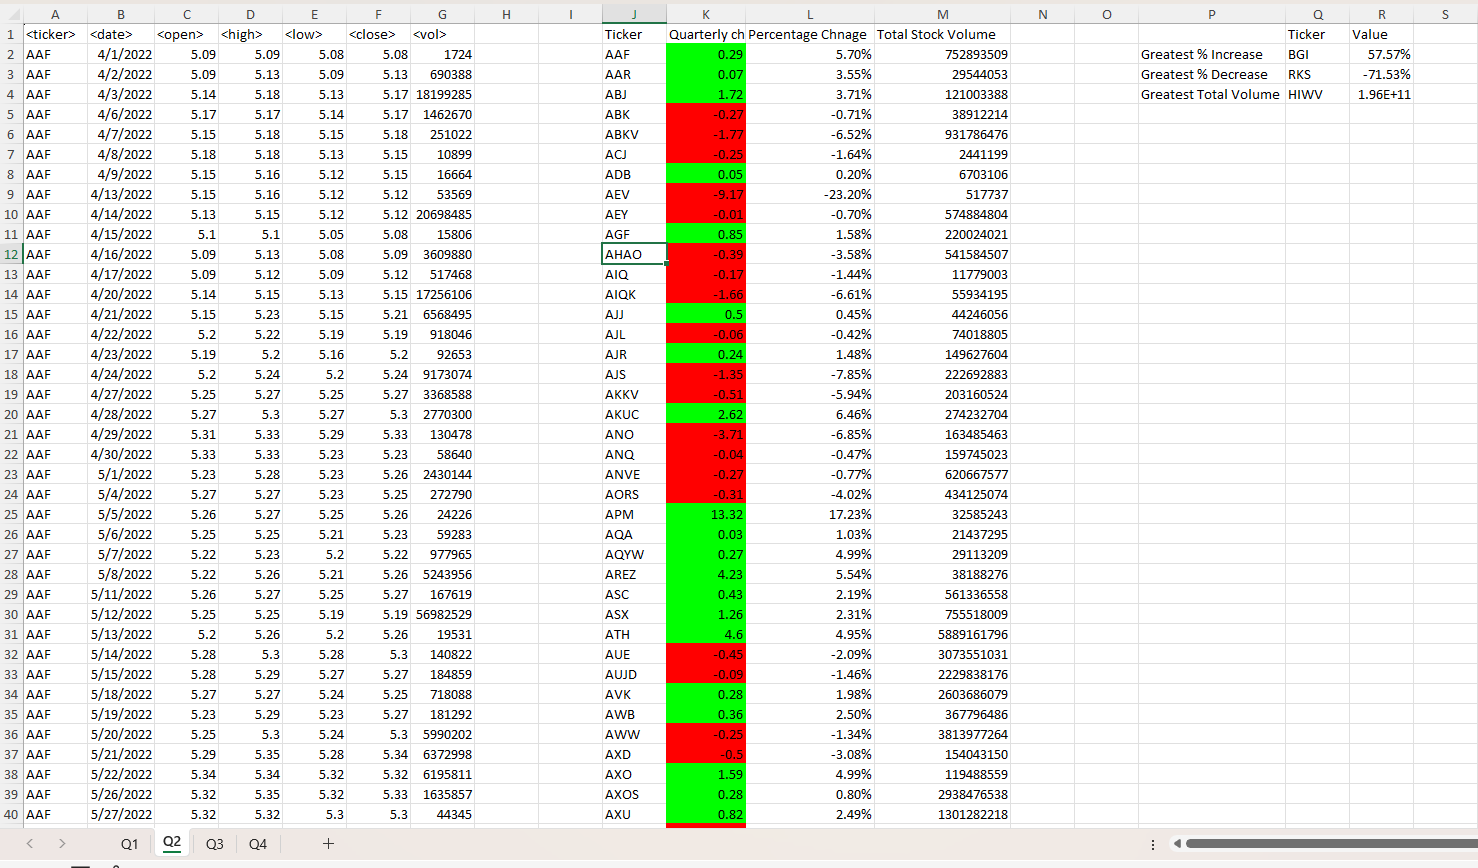 A B C D E F G H I J K L M N O P Q R S
1 <ticker> <date> <open> <high> <low> <close> <vol> Ticker Quarterly ch Percentage Chnage Total Stock Volume Ticker Value
2 AAF 4/1/2022 5.09 5.09 5.08 5.08 1724 AAF 0.29 5.70% 752893509 Greatest % Increase BGI 57.57%
3 AAF 4/2/2022 5.09 5.13 5.09 5.13 690388 AAR 0.07 3.55% 29544053 Greatest % Decrease RKS -71.53%
4 AAF 4/3/2022 5.14 5.18 5.13 5.17 18199285 ABJ 1.72 3.71% 121003388 Greatest Total Volume HIWV 1.96E+11
5 AAF 4/6/2022 5.17 5.17 5.14 5.17 1462670 ABK -0.27 -0.71% 38912214
6 AAF 4/7/2022 5.15 5.18 5.15 5.18 251022 ABKV -1.77 -6.52% 931786476
7 AAF 4/8/2022 5.18 5.18 5.13 5.15 10899 ACJ -0.25 -1.64% 2441199
8 AAF 4/9/2022 5.15 5.16 5.12 5.15 16664 ADB 0.05 0.20% 6703106
9 AAF 4/13/2022 5.15 5.16 5.12 5.12 53569 AEV -9.17 -23.20% 517737
10 AAF 4/14/2022 5.13 5.15 5.12 5.12 20698485 AEY -0.01 -0.70% 574884804
11 AAF 4/15/2022 5.1 5.1 5.05 5.08 15806 AGF 0.85 1.58% 220024021
12 AAF 4/16/2022 5.09 5.13 5.08 5.09 3609880 AHAO -0.39 -3.58% 541584507
13 AAF 4/17/2022 5.09 5.12 5.09 5.12 517468 AIQ -0.17 -1.44% 11779003
14 AAF 4/20/2022 5.14 5.15 5.13 5.15 17256106 AIQK -1.66 -6.61% 55934195
15 AAF 4/21/2022 5.15 5.23 5.15 5.21 6568495 AJJ 0.5 0.45% 44246056
16 AAF 4/22/2022 5.2 5.22 5.19 5.19 918046 AJL -0.06 -0.42% 74018805
17 AAF 4/23/2022 5.19 5.2 5.16 5.2 92653 AJR 0.24 1.48% 149627604
18 AAF 4/24/2022 5.2 5.24 5.2 5.24 9173074 AJS -1.35 -7.85% 222692883
19 AAF 4/27/2022 5.25 5.27 5.25 5.27 3368588 AKKV -0.51 -5.94% 203160524
20 AAF 4/28/2022 5.27 5.3 5.27 5.3 2770300 AKUC 2.62 6.46% 274232704
21 AAF 4/29/2022 5.31 5.33 5.29 5.33 130478 ANO -3.71 -6.85% 163485463
22 AAF 4/30/2022 5.33 5.33 5.23 5.23 58640 ANQ -0.04 -0.47% 159745023
23 AAF 5/1/2022 5.23 5.28 5.23 5.26 2430144 ANVE -0.27 -0.77% 620667577
24 AAF 5/4/2022 5.27 5.27 5.23 5.25 272790 AORS -0.31 -4.02% 434125074
25 AAF 5/5/2022 5.26 5.27 5.25 5.26 24226 APM 13.32 17.23% 32585243
26 AAF 5/6/2022 5.25 5.25 5.21 5.23 59283 AQA 0.03 1.03% 21437295
27 AAF 5/7/2022 5.22 5.23 5.2 5.22 977965 AQYW 0.27 4.99% 29113209
28 AAF 5/8/2022 5.22 5.26 5.21 5.26 5243956 AREZ 4.23 5.54% 38188276
29 AAF 5/11/2022 5.26 5.27 5.25 5.27 167619 ASC 0.43 2.19% 561336558
30 AAF 5/12/2022 5.25 5.25 5.19 5.19 56982529 ASX 1.26 2.31% 755518009
31 AAF 5/13/2022 5.2 5.26 5.2 5.26 19531 ATH 4.6 4.95% 5889161796
32 AAF 5/14/2022 5.28 5.3 5.28 5.3 140822 AUE -0.45 -2.09% 3073551031
33 AAF 5/15/2022 5.28 5.29 5.27 5.27 184859 AUJD -0.09 -1.46% 2229838176
34 AAF 5/18/2022 5.27 5.27 5.24 5.25 718088 AVK 0.28 1.98% 2603686079
35 AAF 5/19/2022 5.23 5.29 5.23 5.27 181292 AWB 0.36 2.50% 367796486
36 AAF 5/20/2022 5.25 5.3 5.24 5.3 5990202 AWW -0.25 -1.34% 3813977264
37 AAF 5/21/2022 5.29 5.35 5.28 5.34 6372998 AXD -0.5 -3.08% 154043150
38 AAF 5/22/2022 5.34 5.34 5.32 5.32 6195811 AXO 1.59 4.99% 119488559
39 AAF 5/26/2022 5.32 5.35 5.32 5.33 1635857 AXOS 0.28 0.80% 2938476538
40 AAF 5/27/2022 5.32 5.32 5.3 5.3 44345 AXU 0.82 2.49% 1301282218
Q1 Q2 Q3 Q4 +